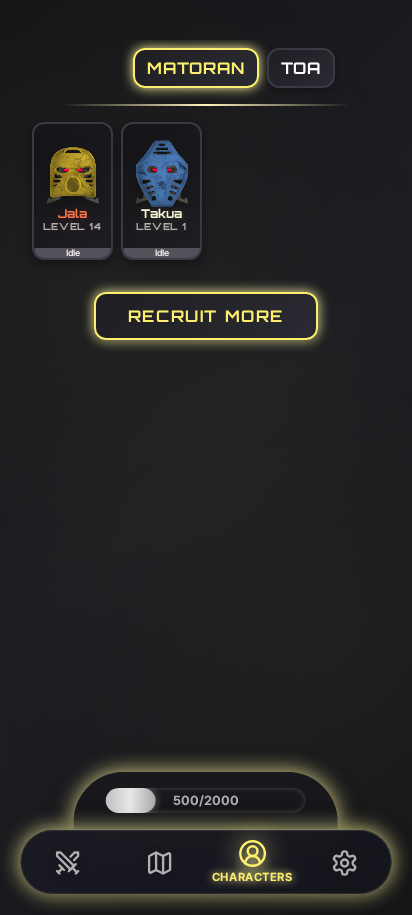 MATORAN TOA
Jala Takua
LEVEL 14 LEVEL 1
Idle Idle
RECRUIT MORE
500/2000
CHARACTERS